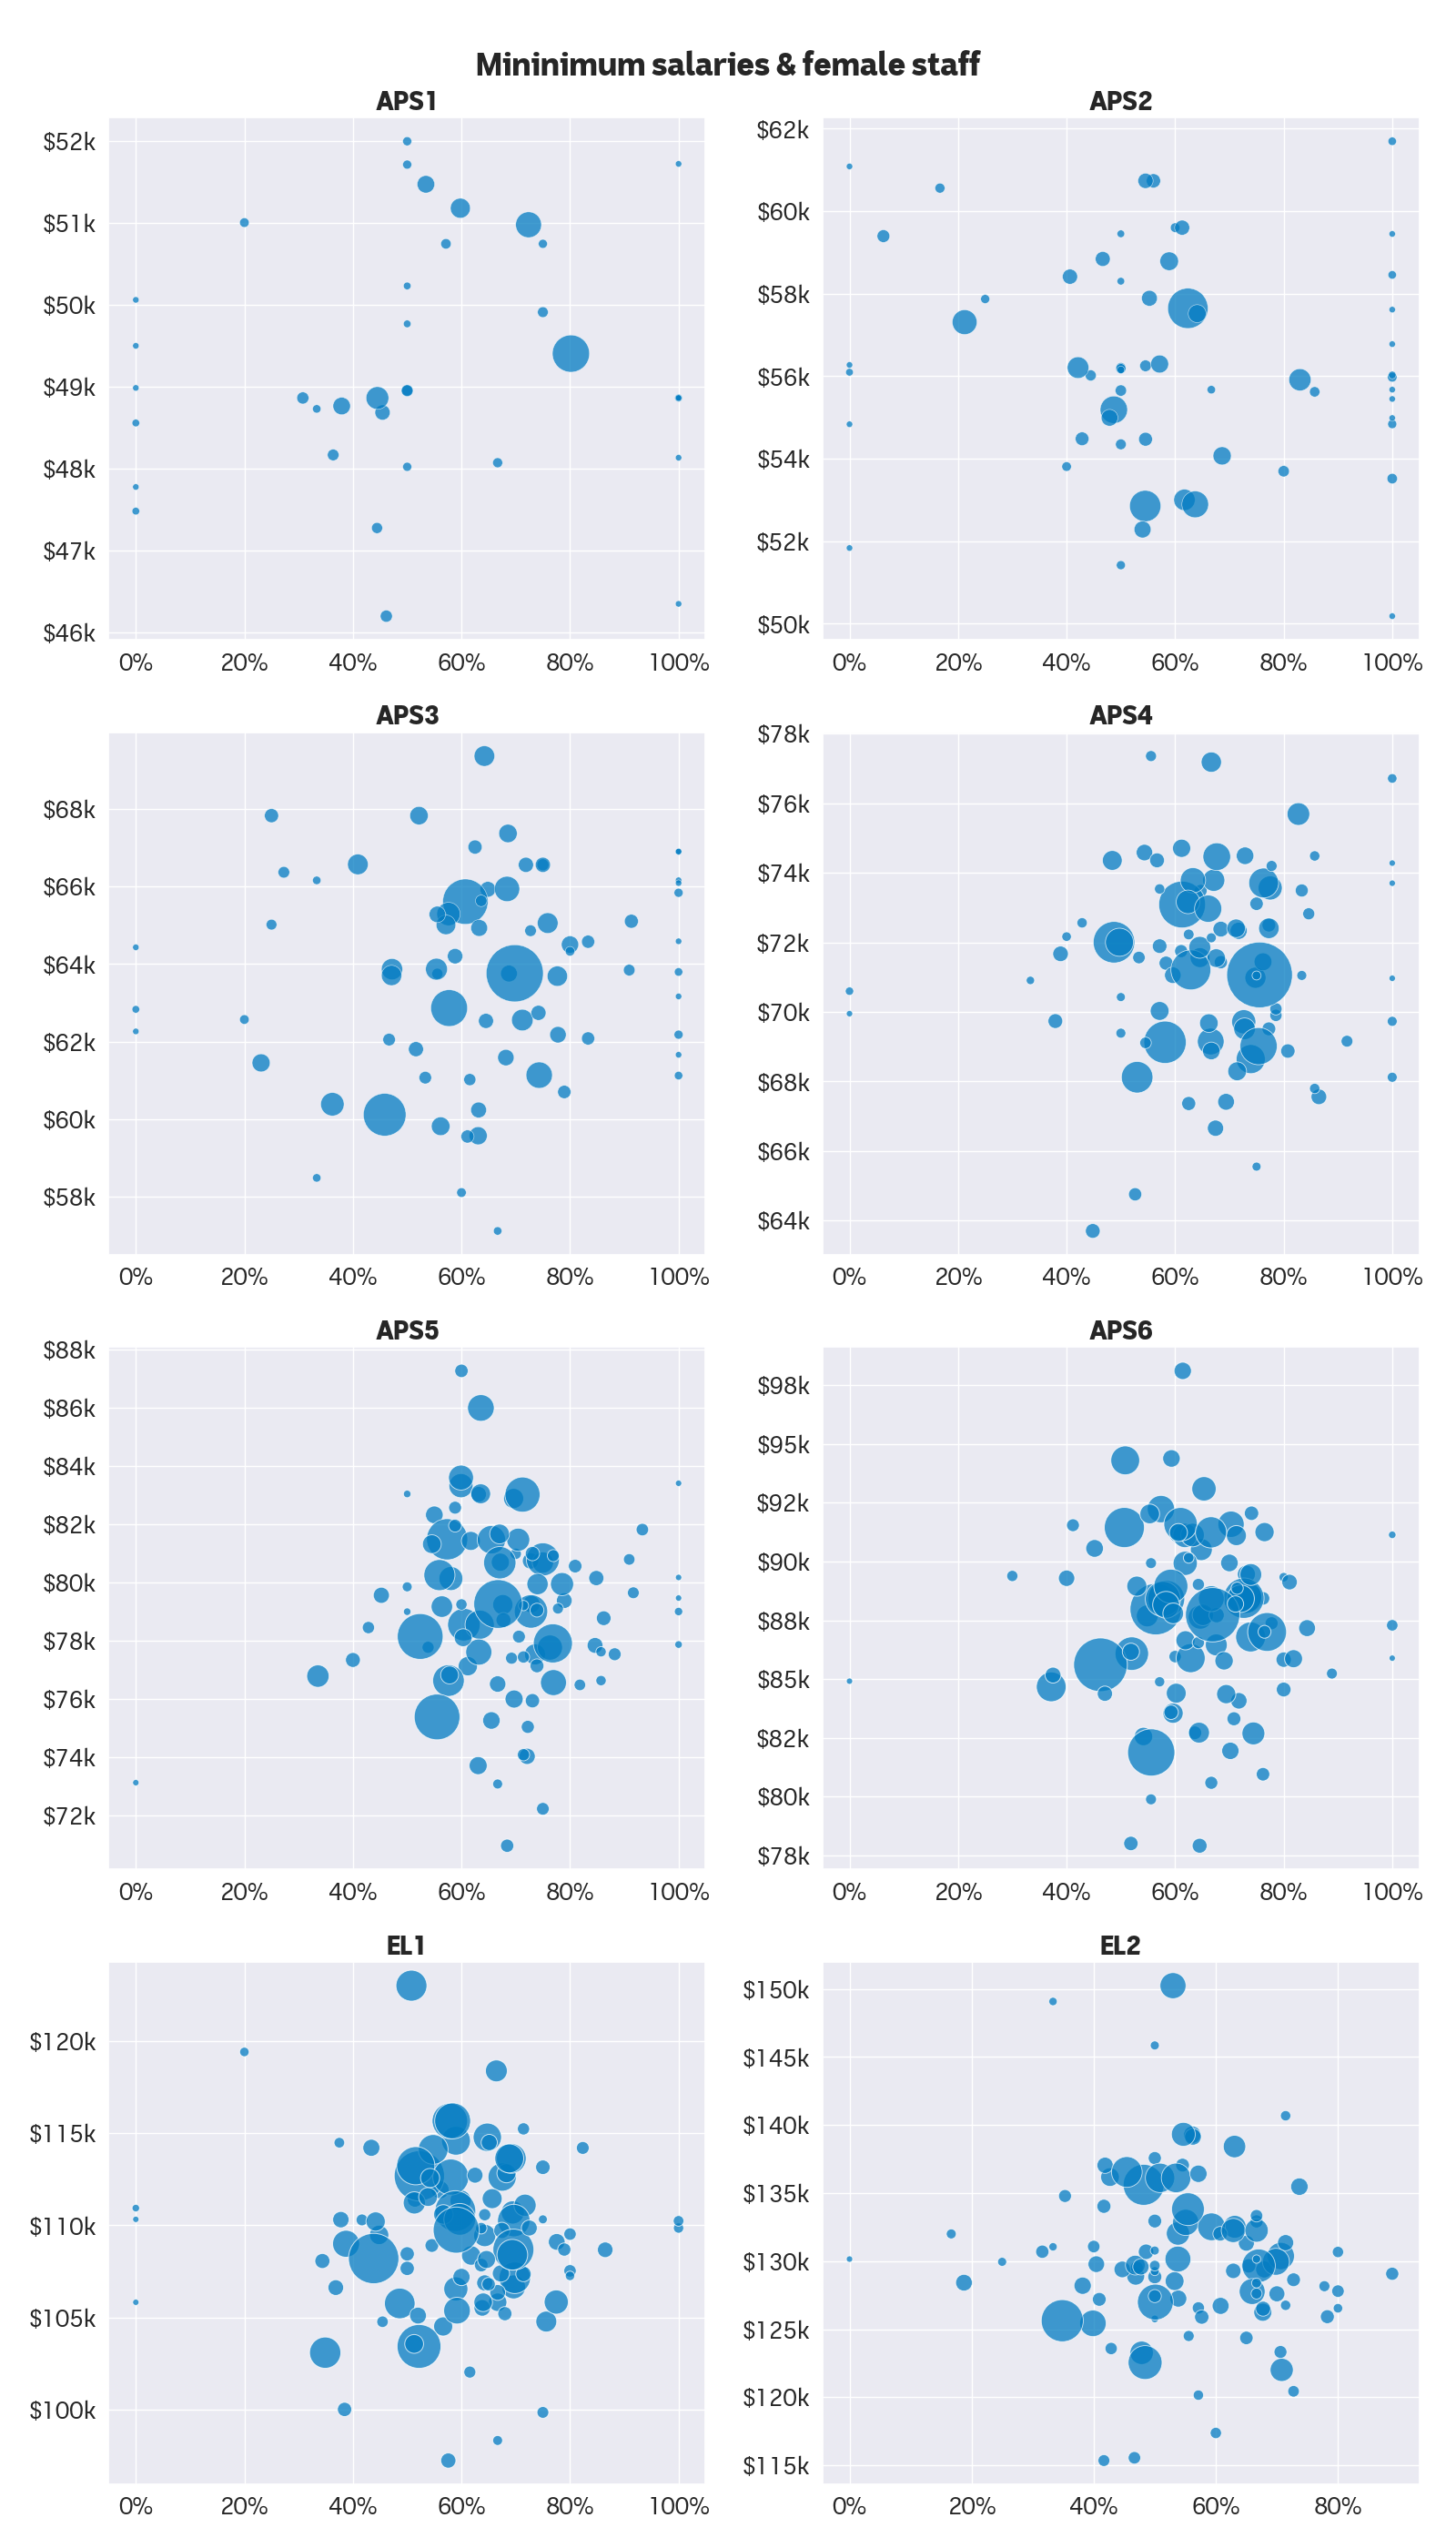 Mininimum salaries & female staff
APS1
APS2
$52k
$51k
$50k
$49k
$48k
$47k
$46k
0% 20% 40% 60% 80% 100%
$62k
$60k
$58k
$56k
$54k
$52k
$50k
0% 20% 40% 60% 80% 100%
APS3
APS4
$68k
$66k
$64k
$62k
$60k
$58k
0% 20% 40% 60% 80% 100%
$78k
$76k
$74k
$72k
$70k
$68k
$66k
$64k
0% 20% 40% 60% 80% 100%
APS5
APS6
$88k
$86k
$84k
$82k
$80k
$78k
$76k
$74k
$72k
0% 20% 40% 60% 80% 100%
$98k
$95k
$92k
$90k
$88k
$85k
$82k
$80k
$78k
0% 20% 40% 60% 80% 100%
EL1
EL2
$120k
$115k
$110k
$105k
$100k
0% 20% 40% 60% 80% 100%
$150k
$145k
$140k
$135k
$130k
$125k
$120k
$115k
0% 20% 40% 60% 80%